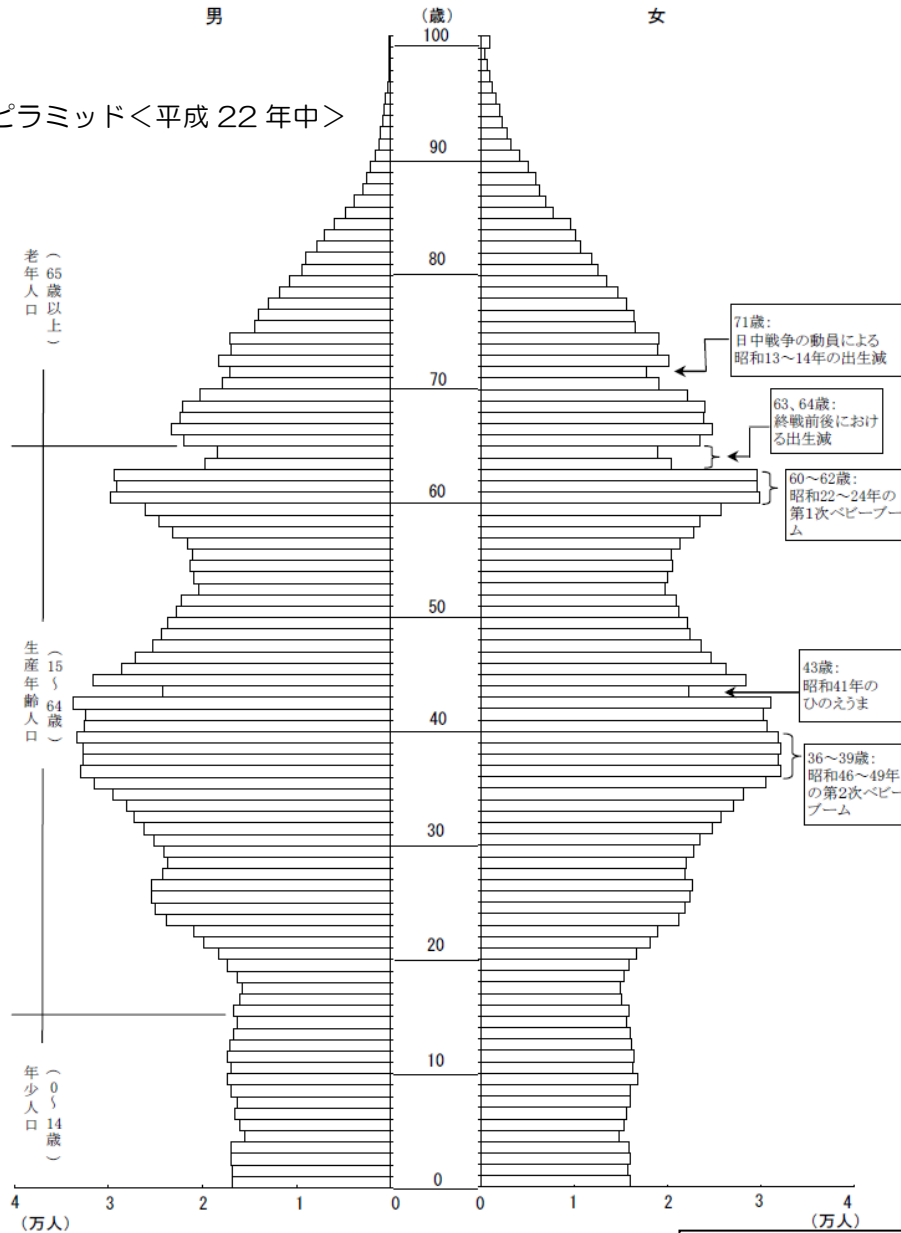 男
(歳)
女
100
ピラミッド＜平成 22 年中＞
90
80
70
60
50
40
30
20
10
0
老年人口
(65歳以上)
生産年齢人口
(15~64歳)
年少人口
(0~14歳)
71歳:
日中戦争の動員による
昭和13～14年の出生減
63、64歳:
終戦前後におけ
る出生減
60～62歳:
昭和22～24年の
第1次ベビーブー
ム
43歳:
昭和41年の
ひのえうま
36～39歳:
昭和46～49年
の第2次ベビー
ブーム
4 3 2 1 0 0 1 2 3 4
(万人) (万人)